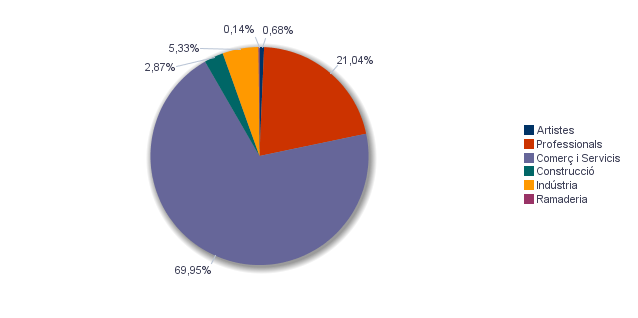 0,14%
0,68%
5,33%
21,04%
2,87%
69,95%
Artistes
Professionals
Comerç i Servicis
Construcció
Indústria
Ramaderia